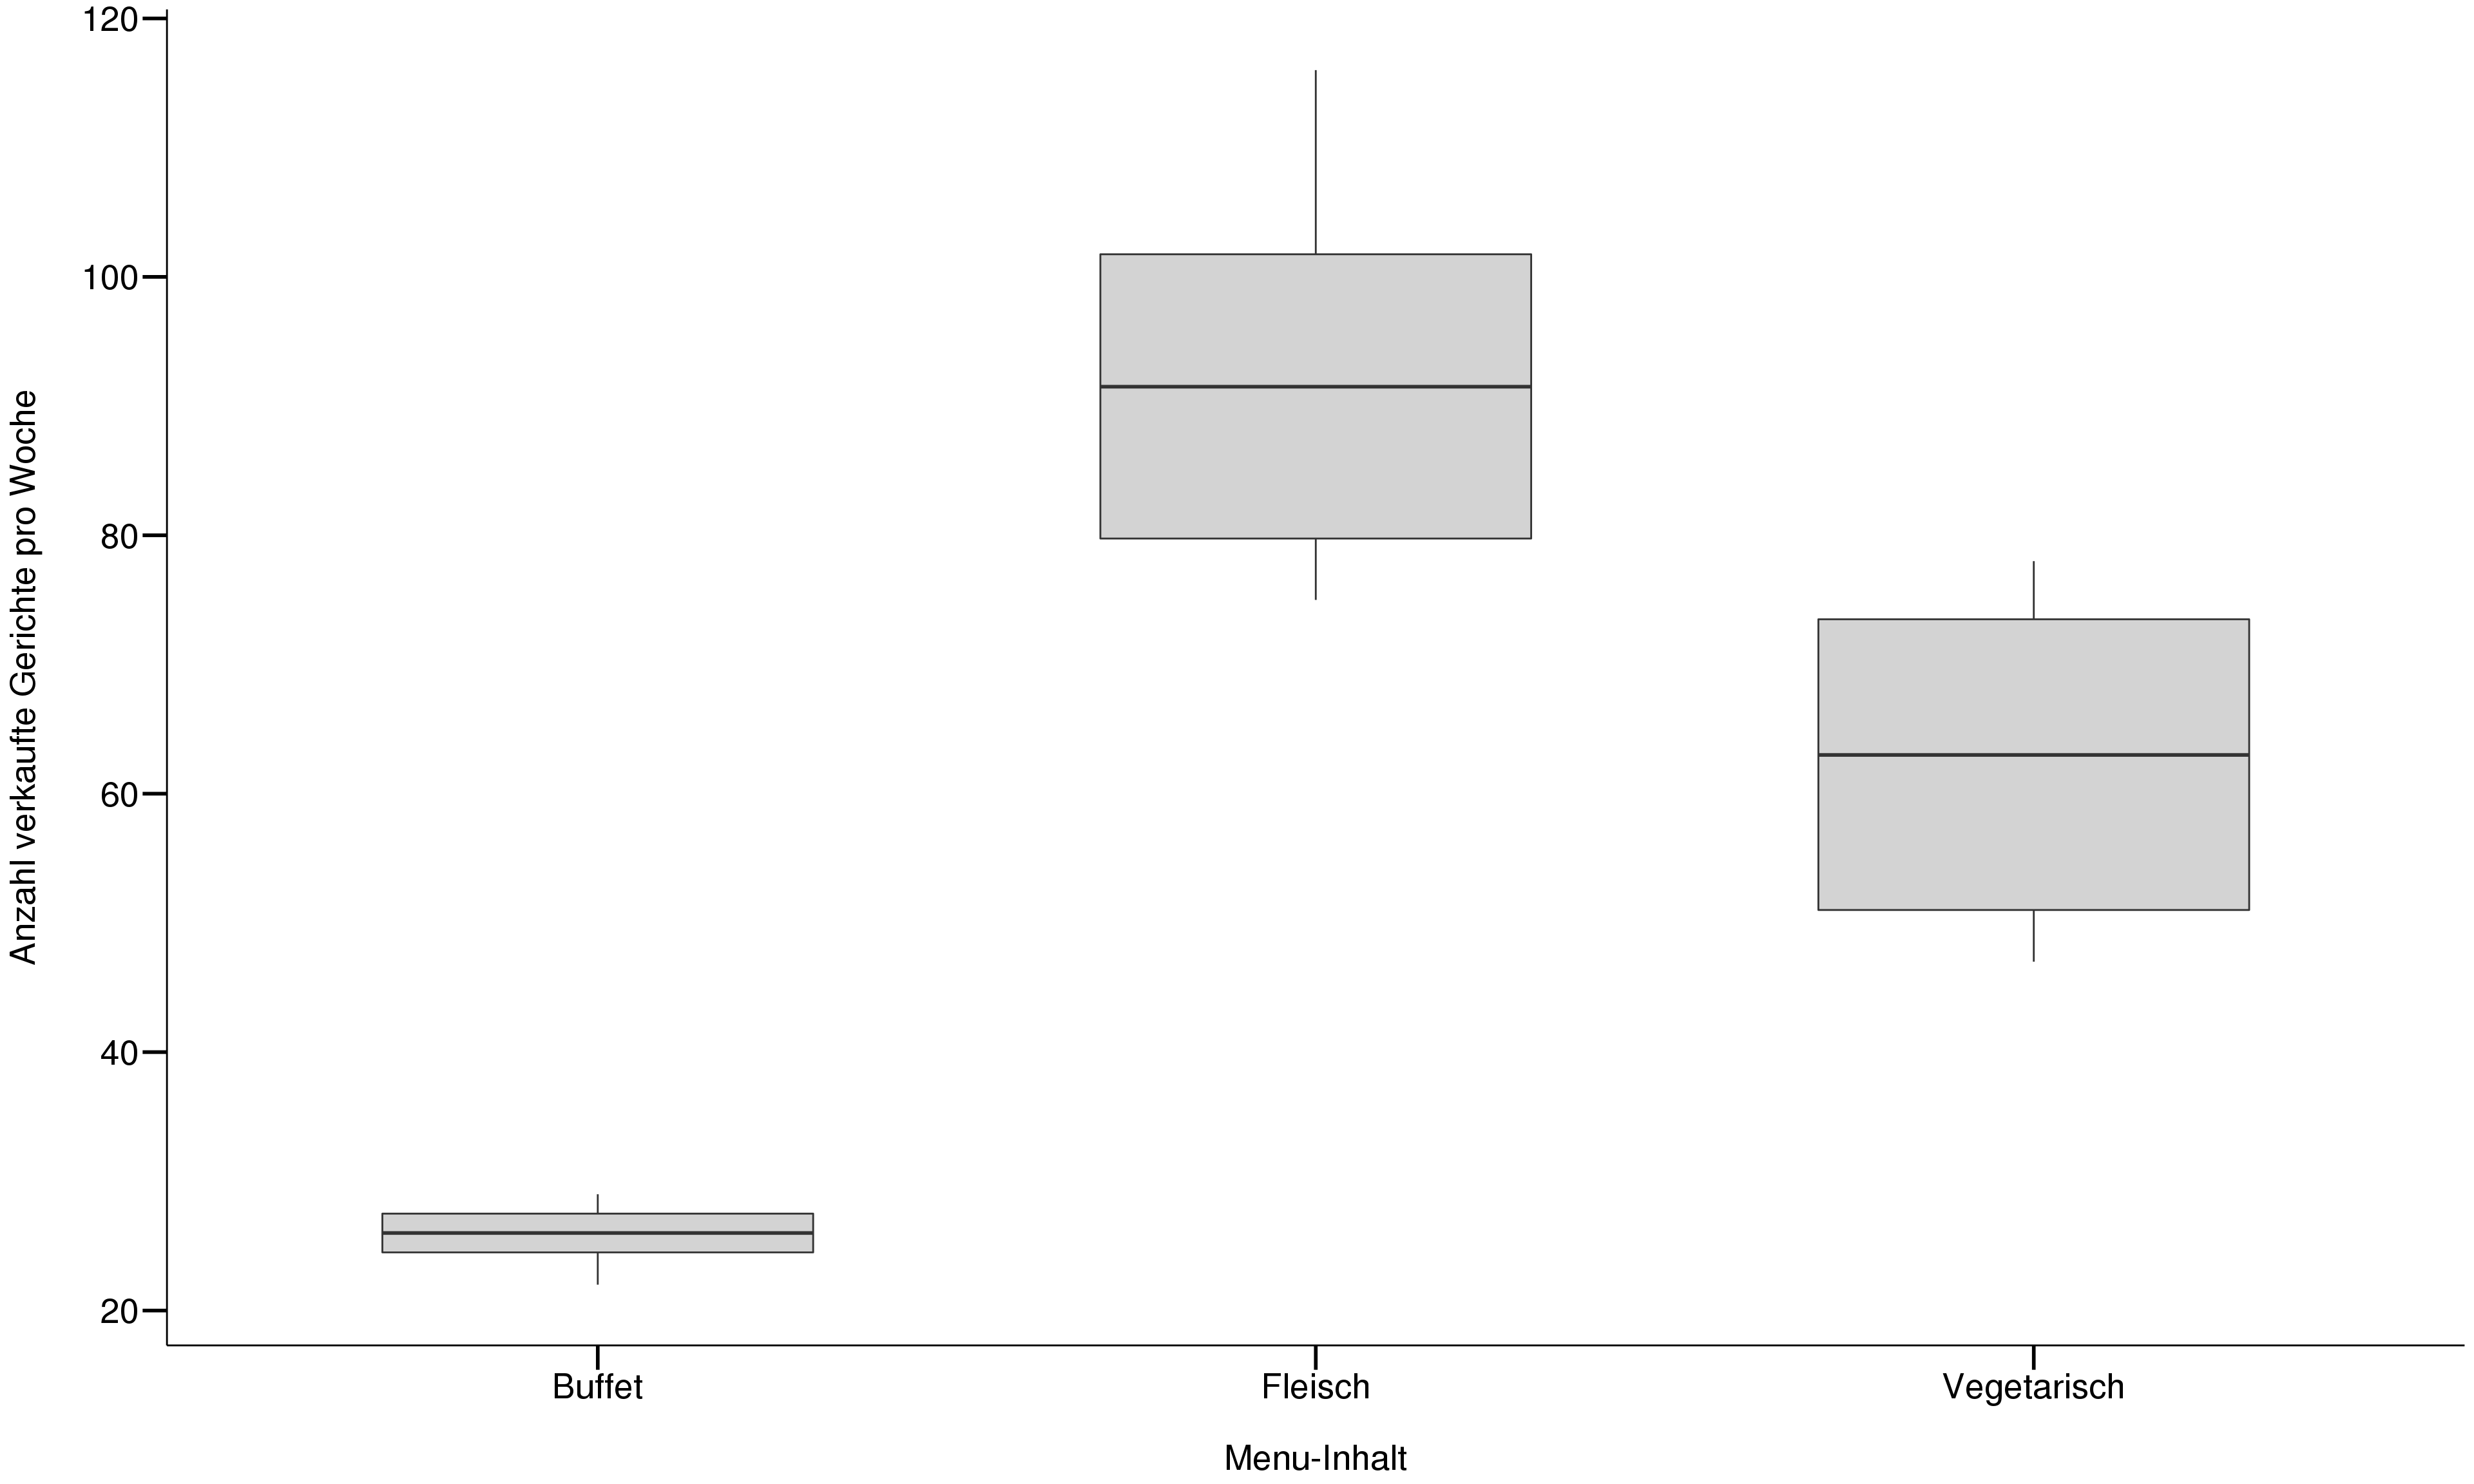 Anzahl verkaufte Gerichte pro Woche
120
100
80
60
40
20
Buffet Fleisch Vegetarisch
Menu-Inhalt